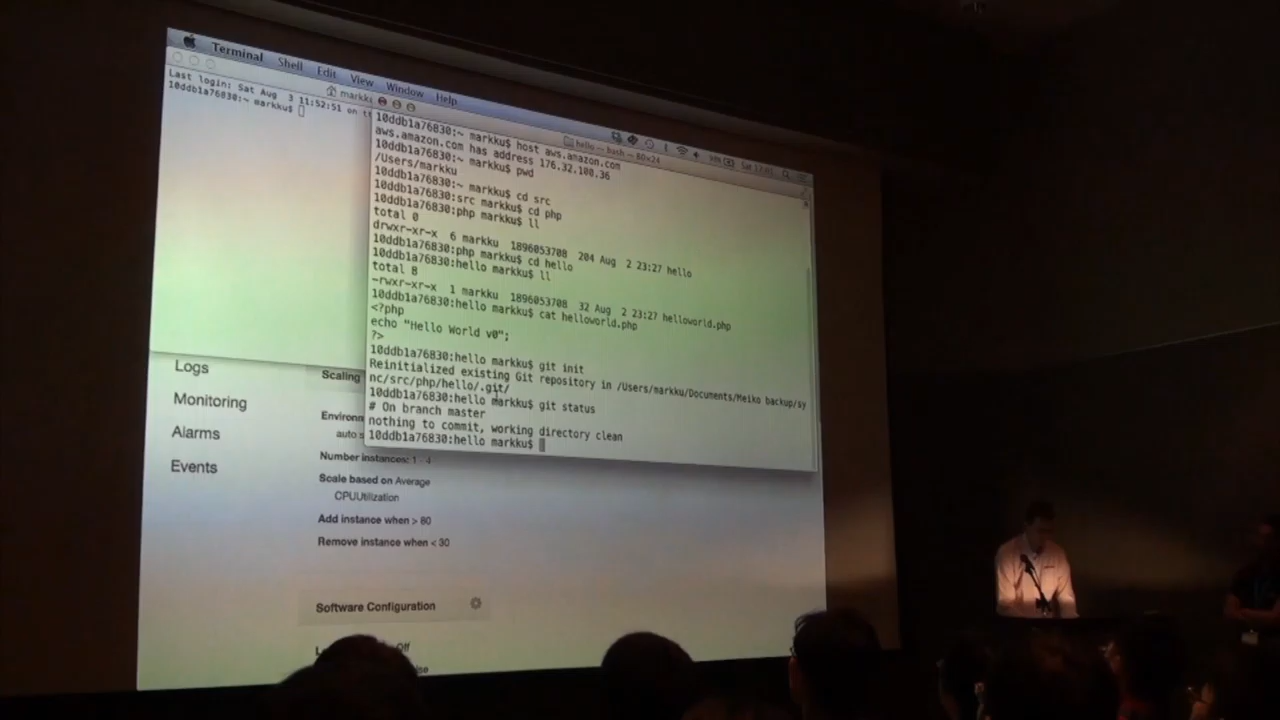 Terminal Shell Edit View Window Help
Last login: Sat Aug 3 11:52:51 on
10ddb1a76830:~ markku$
hello — bash — 80×24
10ddb1a76830:~ markku$ host aws.amazon.com
aws.amazon.com has address 176.32.100.36
10ddb1a76830:~ markku$ pwd
/Users/markku
10ddb1a76830:~ markku$ cd src
10ddb1a76830:src markku$ cd php
10ddb1a76830:php markku$ ll
total 0
drwxr-xr-x 6 markku 1896053708 204 Aug 2 23:27 hello
10ddb1a76830:php markku$ cd hello
10ddb1a76830:hello markku$ ll
total 8
-rwxr-xr-x 1 markku 1896053708 32 Aug 2 23:27 helloworld.php
10ddb1a76830:hello markku$ cat helloworld.php
<?php
echo "Hello World v0";
?>
10ddb1a76830:hello markku$ git init
Reinitialized existing Git repository in /Users/markku/Documents/Meiko backup/sy
nc/src/php/hello/.git/
10ddb1a76830:hello markku$ git status
# On branch master
nothing to commit, working directory clean
10ddb1a76830:hello markku$
Logs
Monitoring
Alarms
Events
Scaling
Number instances: 1 - 4
Scale based on Average
CPUUtilization
Add instance when > 80
Remove instance when < 30
Software Configuration